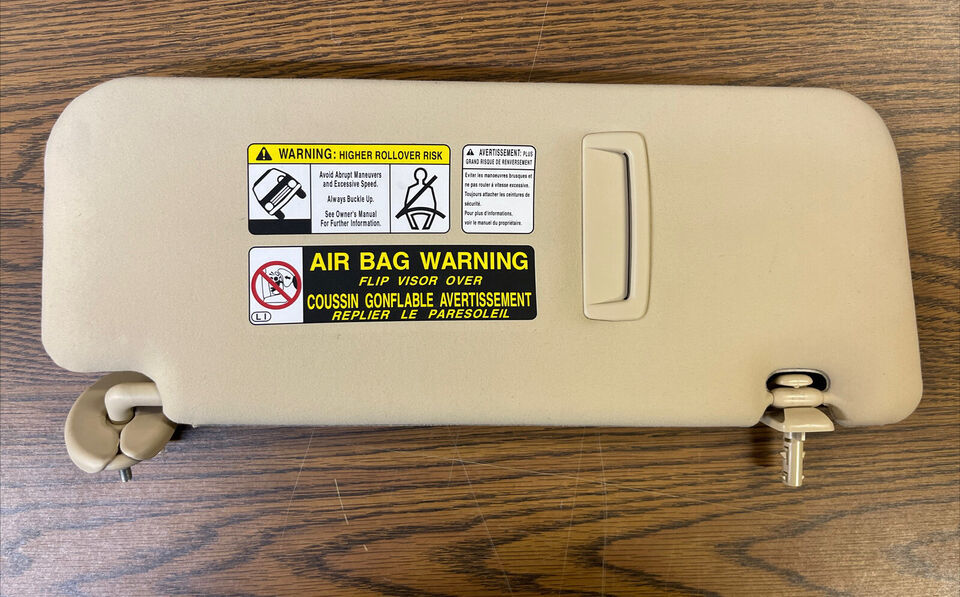 WARNING: HIGHER ROLLOVER RISK
Avoid Abrupt Maneuvers
and Excessive Speed.
Always Buckle Up.
See Owner's Manual
For Further Information.
AVERTISSEMENT: PLUS
GRAND RISQUE DE RENVERSEMENT
Eviter les manoeuvres brusques et
ne pas rouler à vitesse excessive.
Toujours attacher les ceintures de
sécurité.
Pour plus d'informations,
voir le manuel du propriétaire.
AIR BAG WARNING
FLIP VISOR OVER
COUSSIN GONFLABLE AVERTISSEMENT
REPLIER LE PARESOLEIL
LI